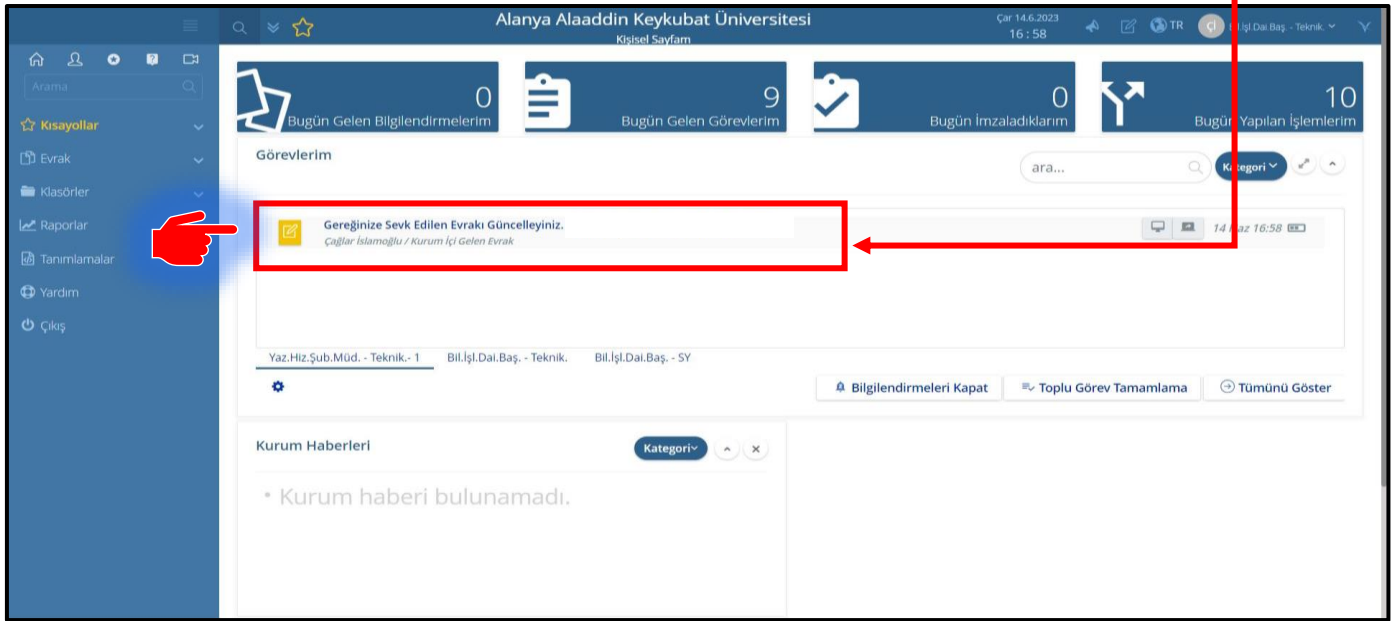 Alanya Alaaddin Keykubat Üniversitesi
Kişisel Sayfam
Çar 14.6.2023
16 : 58
TR
Çİ
İşl.Dai.Baş. - Teknik.
Arama
Kısayollar
Evrak
Klasörler
Raporlar
Tanımlamalar
Yardım
Çıkış
0
Bugün Gelen Bilgilendirmelerim
9
Bugün Gelen Görevlerim
0
Bugün İmzaladıklarım
10
Bugün Yapılan İşlemlerim
Görevlerim
ara...
Kategori
Gereğinize Sevk Edilen Evrakı Güncelleyiniz.
Çağlar İslamoğlu / Kurum İçi Gelen Evrak
14 Haz 16:58
Yaz.Hiz.Şub.Müd. - Teknik.- 1 Bil.İşl.Dai.Baş. - Teknik. Bil.İşl.Dai.Baş. - SY
Bilgilendirmeleri Kapat Toplu Görev Tamamlama Tümünü Göster
Kurum Haberleri
Kategori
• Kurum haberi bulunamadı.